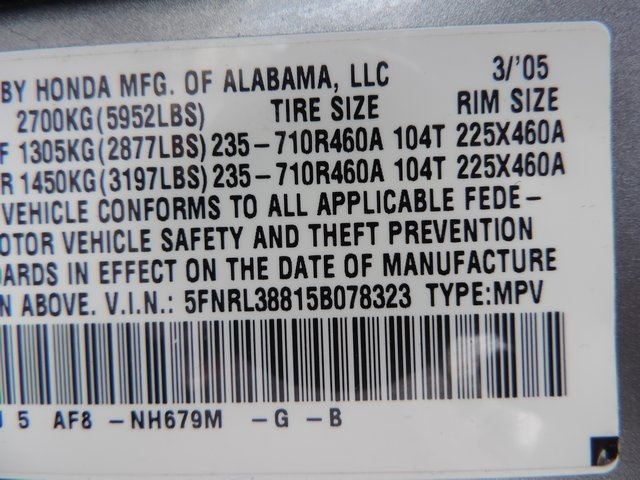 BY HONDA MFG. OF ALABAMA, LLC 3/'05
2700KG(5952LBS) TIRE SIZE RIM SIZE
F 1305KG(2877LBS)235-710R460A 104T 225X460A
R 1450KG(3197LBS)235-710R460A 104T 225X460A
VEHICLE CONFORMS TO ALL APPLICABLE FEDE-
OTOR VEHICLE SAFETY AND THEFT PREVENTION
ARDS IN EFFECT ON THE DATE OF MANUFACTURE
N ABOVE. V.I.N.: 5FNRL38815B078323 TYPE:MPV
5 AF8 -NH679M -G -B